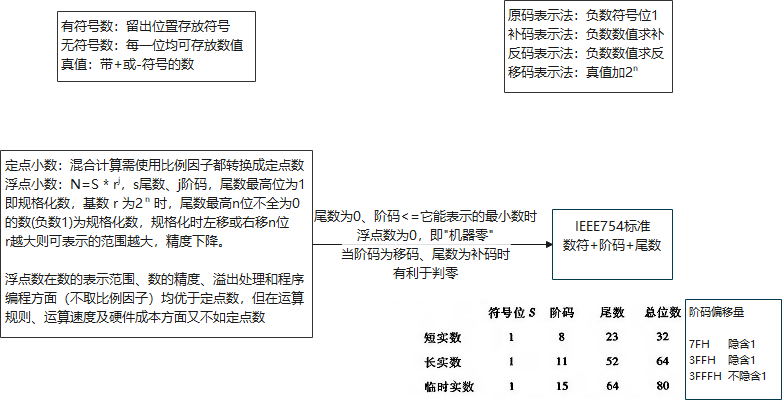 有符号数：留出位置存放符号
无符号数：每一位均可存放数值
真值：带+或-符号的数
原码表示法：负数符号位1
补码表示法：负数数值求补
反码表示法：负数数值求反
移码表示法：真值加2ⁿ
定点小数：混合计算需使用比例因子都转换成定点数
浮点小数：N=S * rʲ，s尾数、j阶码，尾数最高位为1
即规格化数，基数 r 为2ⁿ 时，尾数最高n位不全为0
的数(负数1)为规格化数，规格化时左移或右移n位
r越大则可表示的范围越大，精度下降。
浮点数在数的表示范围、数的精度、溢出处理和程序
编程方面（不取比例因子）均优于定点数，但在运算
规则、运算速度及硬件成本方面又不如定点数
尾数为0、阶码<=它能表示的最小数时
浮点数为0，即"机器零"
当阶码为移码、尾数为补码时
有利于判零
IEEE754标准
数符+阶码+尾数
符号位 S 阶码 尾数 总位数
短实数 1 8 23 32
长实数 1 11 52 64
临时实数 1 15 64 80
阶码偏移量
7FH 隐含1
3FFH 隐含1
3FFFH 不隐含1